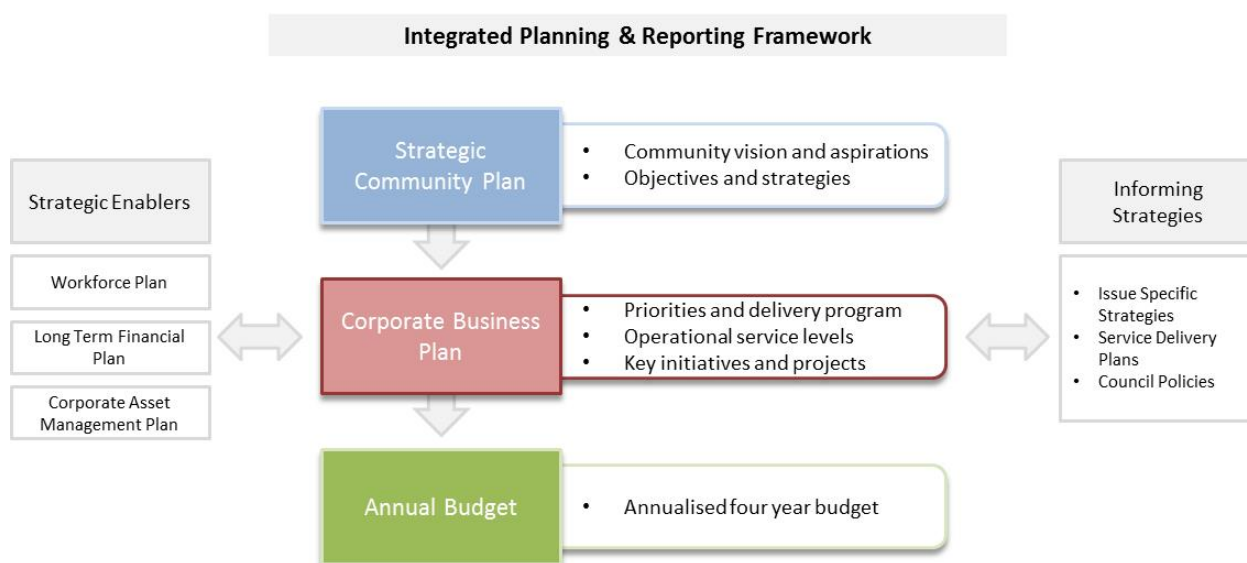 Integrated Planning & Reporting Framework
Strategic
Community Plan
• Community vision and aspirations
• Objectives and strategies
Strategic Enablers
Workforce Plan
Long Term Financial
Plan
Corporate Asset
Management Plan
Corporate Business
Plan
• Priorities and delivery program
• Operational service levels
• Key initiatives and projects
Informing
Strategies
• Issue Specific
Strategies
• Service Delivery
Plans
• Council Policies
Annual Budget
• Annualised four year budget